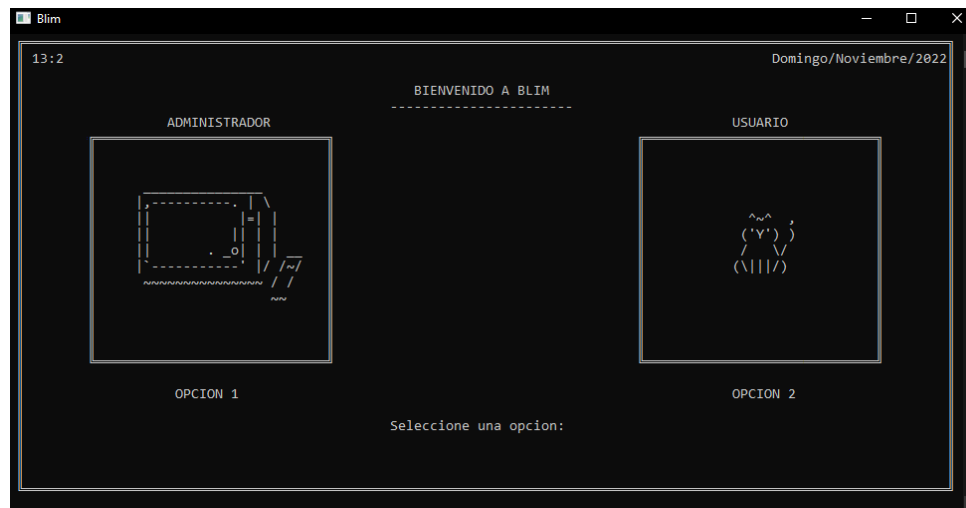 Blim
13:2 Domingo/Noviembre/2022
BIENVENIDO A BLIM
-----------------------
ADMINISTRADOR USUARIO
OPCION 1 OPCION 2
Seleccione una opcion: